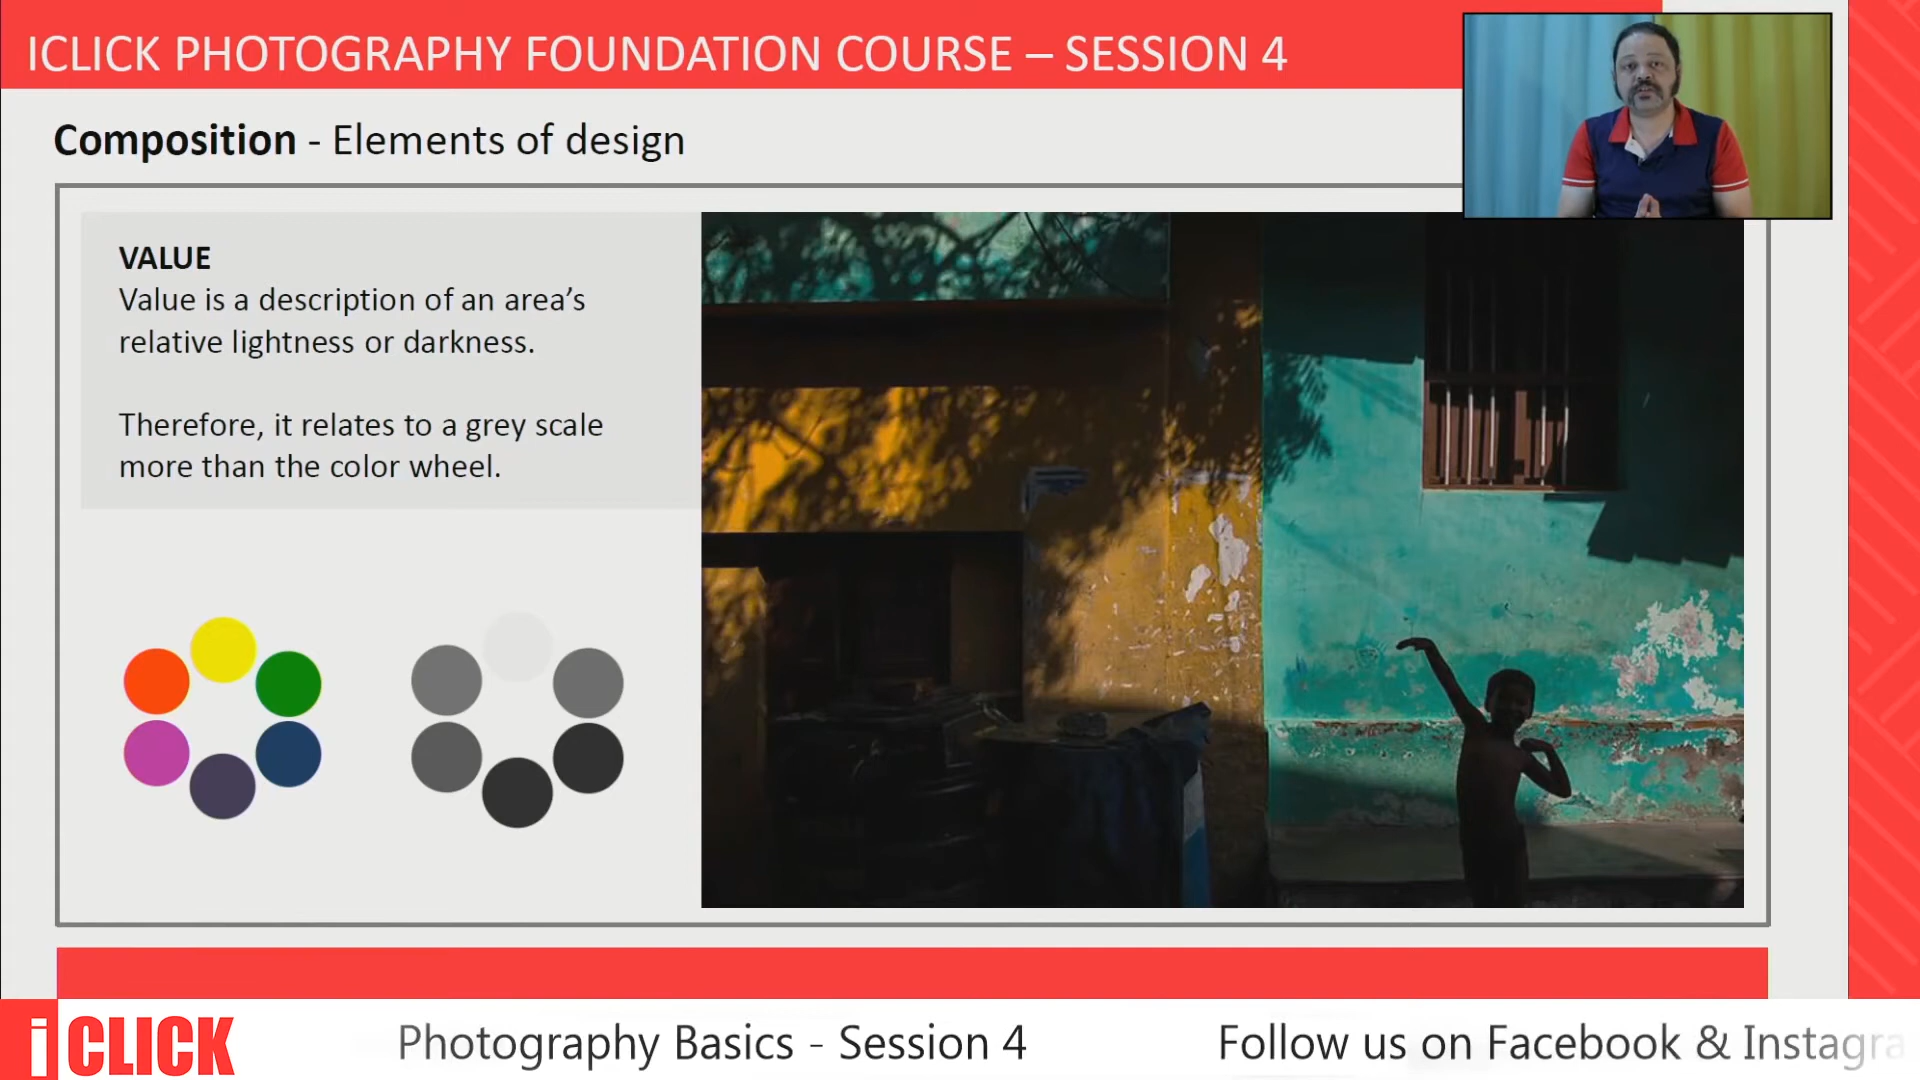 ICLICK PHOTOGRAPHY FOUNDATION COURSE – SESSION 4
Composition - Elements of design
VALUE
Value is a description of an area’s
relative lightness or darkness.
Therefore, it relates to a grey scale
more than the color wheel.
iCLICK
Photography Basics - Session 4
Follow us on Facebook & Instagra